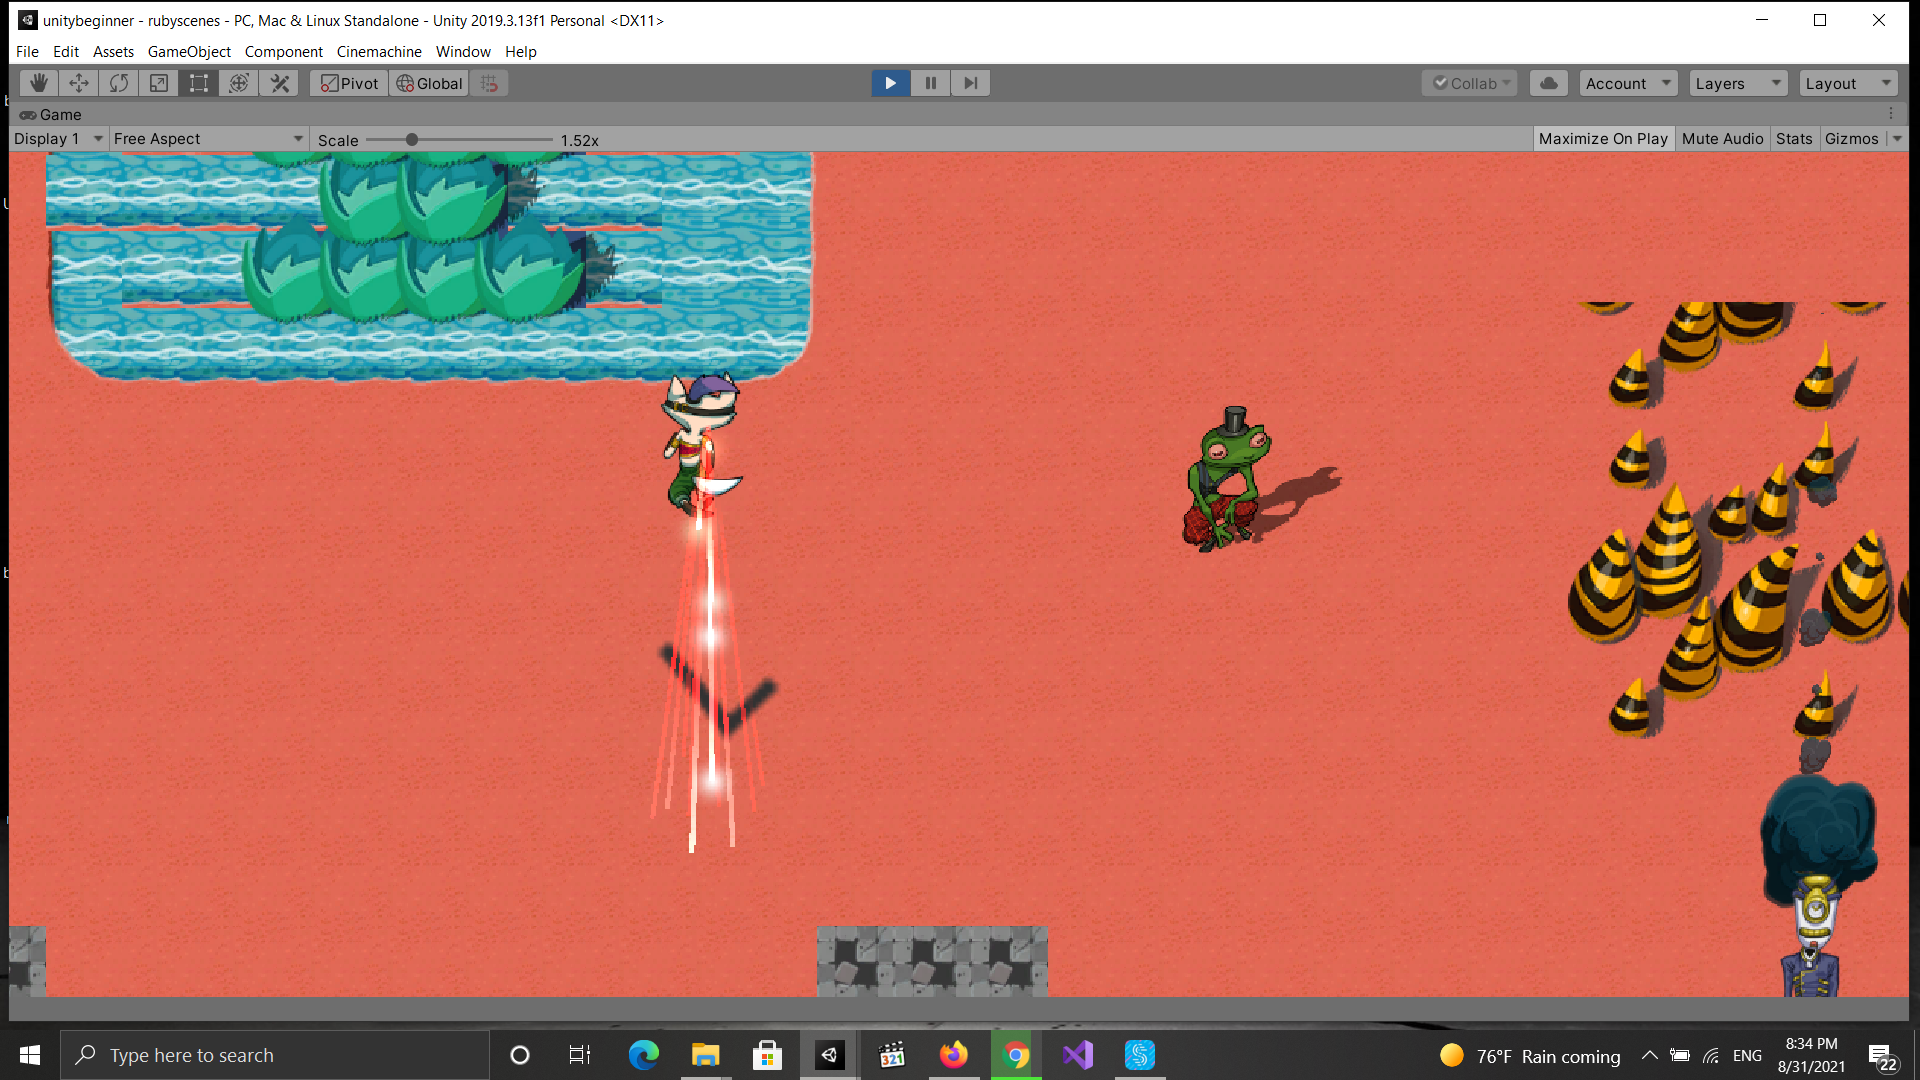 unitybeginner - rubyscenes - PC, Mac & Linux Standalone - Unity 2019.3.13f1 Personal <DX11>
File Edit Assets GameObject Component Cinemachine Window Help
Pivot Global Collab Account Layers Layout
Game
Display 1 Free Aspect Scale 1.52x Maximize On Play Mute Audio Stats Gizmos
Type here to search
321
76°F Rain coming
ENG
8:34 PM
8/31/2021
22